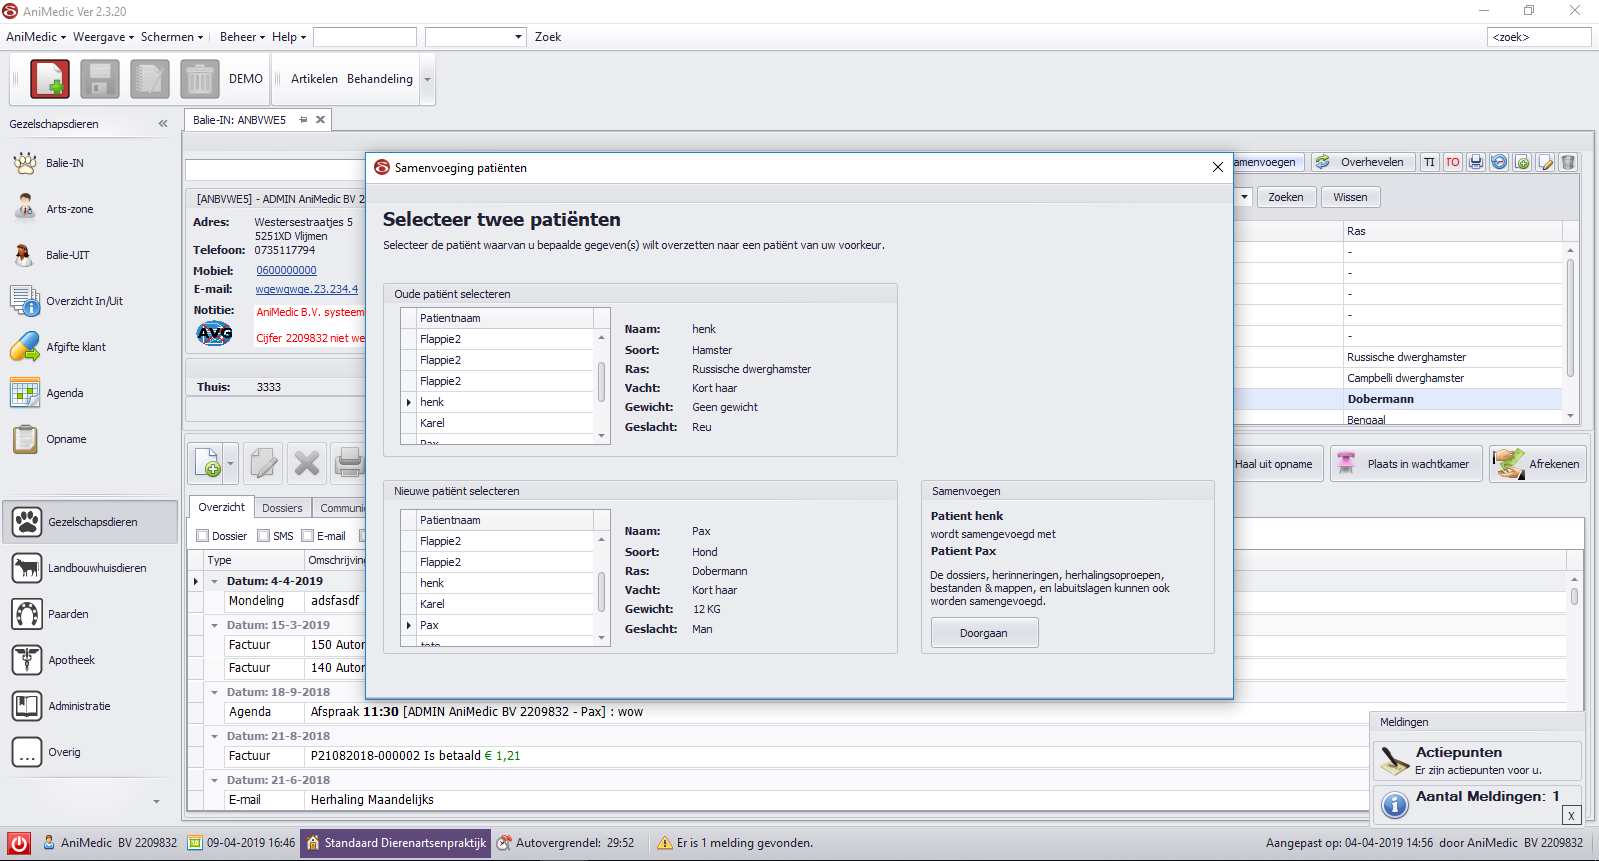 AniMedic Ver 2.3.20
AniMedic Weergave Schermen Beheer Help Zoek <zoek>
DEMO Artikelen Behandeling
Gezelschapsdieren
Balie-IN: ANBVWE5
Balie-IN
Arts-zone
Balie-UIT
Overzicht In/Uit
Afgifte klant
Agenda
Opname
Gezelschapsdieren
Landbouwhuisdieren
Paarden
Apotheek
Administratie
Overig
amenvoegen Overhevelen TI TO
[ANBVWE5] - ADMIN AniMedic BV 2
Adres: Westersestraatjes 5
5251XD Vlijmen
Telefoon: 0735117794
Mobiel: 0600000000
E-mail: wgewgwge.23.234.4
Notitie: AniMedic B.V. systeem
AVG
Cijfer 2209832 niet we
Thuis: 3333
Zoeken Wissen
Ras
-
-
-
-
-
Russische dwerghamster
Campbelli dwerghamster
Dobermann
Bengaal
Samenvoeging patiënten
Selecteer twee patiënten
Selecteer de patiënt waarvan u bepaalde gegeven(s) wilt overzetten naar een patiënt van uw voorkeur.
Oude patiënt selecteren
Patientnaam
Flappie2
Flappie2
Flappie2
henk
Karel
Pax
Naam: henk
Soort: Hamster
Ras: Russische dwerghamster
Vacht: Kort haar
Gewicht: Geen gewicht
Geslacht: Reu
Nieuwe patiënt selecteren
Patientnaam
Flappie2
Flappie2
henk
Karel
Pax
Naam: Pax
Soort: Hond
Ras: Dobermann
Vacht: Kort haar
Gewicht: 12 KG
Geslacht: Man
Samenvoegen
Patient henk
wordt samengevoegd met
Patient Pax
De dossiers, herinneringen, herhalingsoproepen,
bestanden & mappen, en labuitslagen kunnen ook
worden samengevoegd.
Doorgaan
Haal uit opname Plaats in wachtkamer Afrekenen
Overzicht Dossiers Communi
Dossier SMS E-mail
Type Omschrijving
Datum: 4-4-2019
Mondeling adsfasdf
Datum: 15-3-2019
Factuur 150 Autor
Factuur 140 Autor
Datum: 18-9-2018
Agenda Afspraak 11:30 [ADMIN AniMedic BV 2209832 - Pax] : wow
Datum: 21-8-2018
Factuur P21082018-000002 Is betaald € 1,21
Datum: 21-6-2018
E-mail Herhaling Maandelijks
Meldingen
Actiepunten
Er zijn actiepunten voor u.
Aantal Meldingen: 1
X
AniMedic BV 2209832 09-04-2019 16:46 Standaard Dierenartsenpraktijk Autovergrendel: 29:52 Er is 1 melding gevonden. Aangepast op: 04-04-2019 14:56 door AniMedic BV 2209832